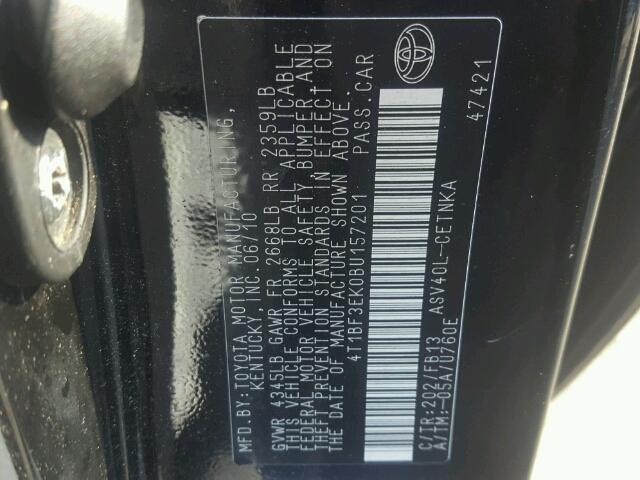 MFD.BY:TOYOTA MOTOR MANUFACTURING,
KENTUCKY, INC. 06/10
GVWR 4345LB GAWR FR 2668LB RR 2359LB
THIS VEHICLE CONFORMS TO ALL APPLICABLE
FEDERAL MOTOR VEHICLE SAFETY, BUMPER, AND
THEFT PREVENTION STANDARDS IN EFFECT ON
THE DATE OF MANUFACTURE SHOWN ABOVE.
4T1BF3EK0BU157201 PASS.CAR
C/TR:202/FB13 ASV40L-CETNKA
A/TM:-05A/U760E 47421